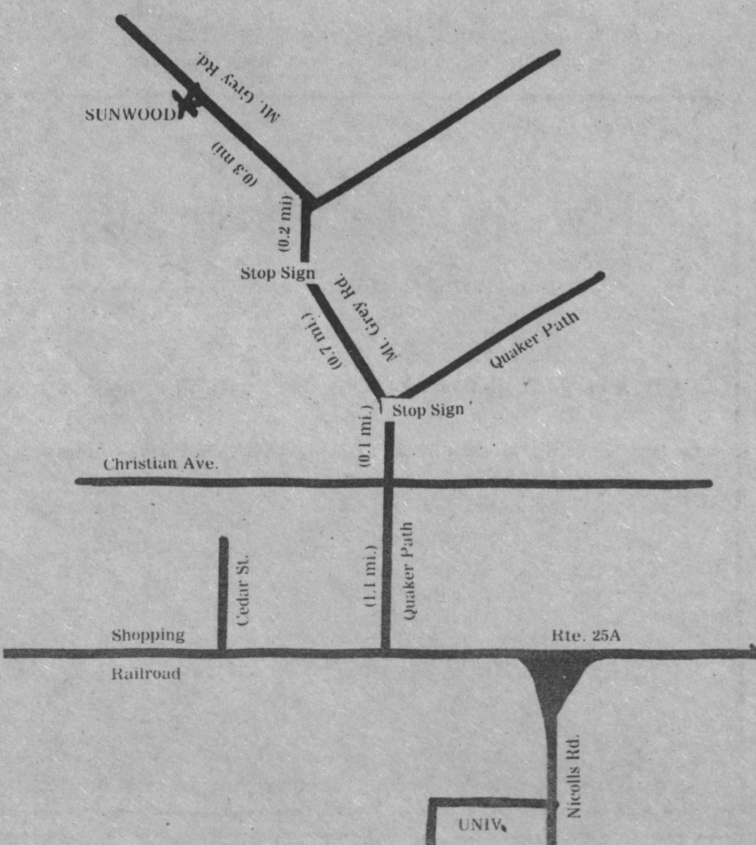 Mt. Grey Rd.
SUNWOOD
(0.3 mi)
(0.2 mi)
Stop Sign
Mt. Grey Rd.
(0.7 mi.)
Quaker Path
Stop Sign
(0.1 mi.)
Christian Ave.
(1.1 mi.)
Quaker Path
Cedar St.
Shopping
Rte. 25A
Railroad
Nicolls Rd.
UNIV.